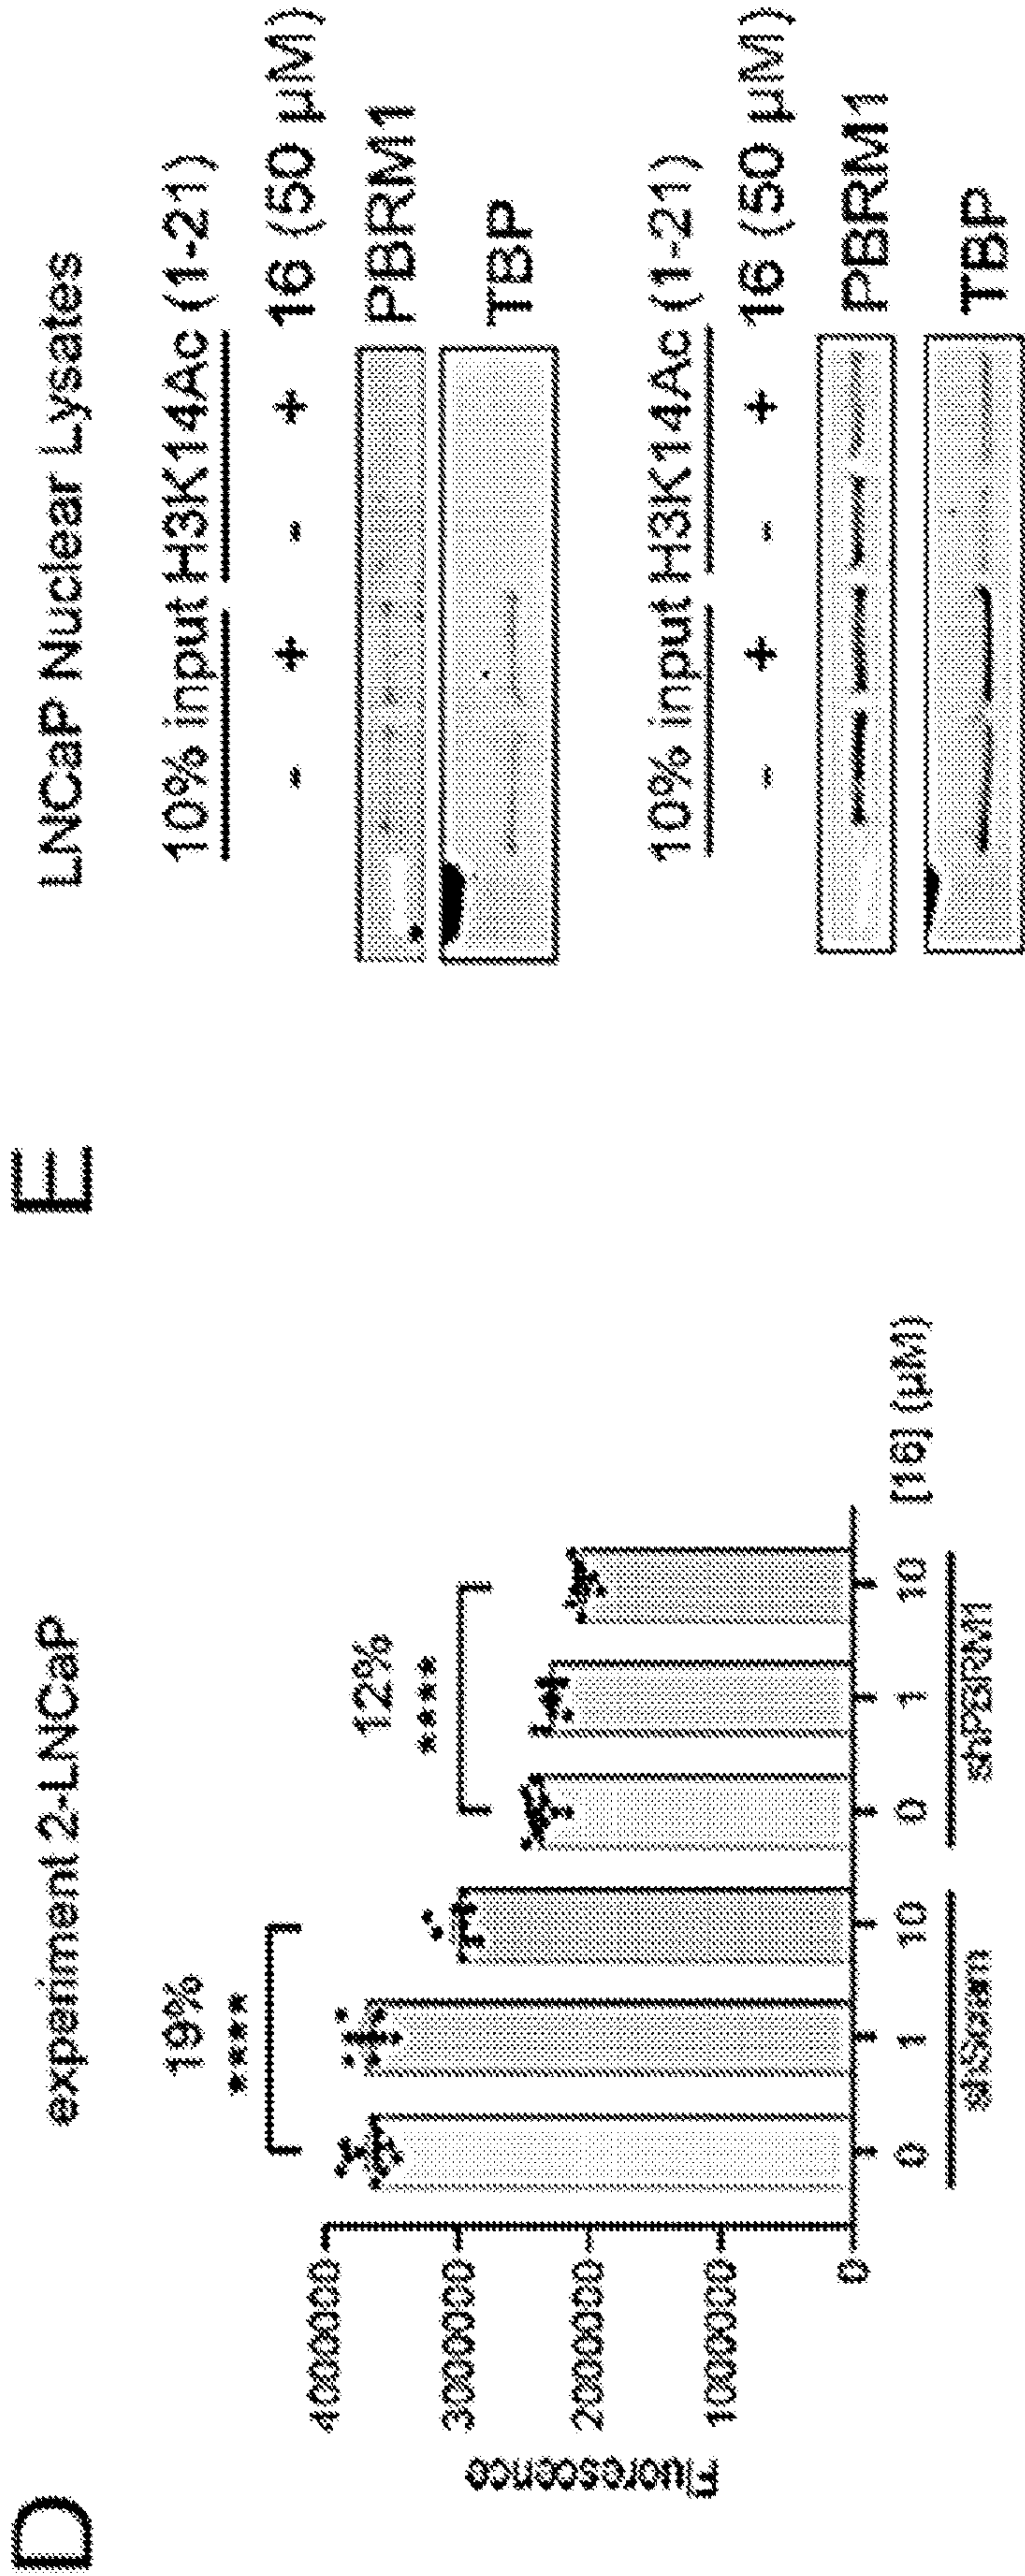 D
experiment 2-LNCaP
19%
****
12%
****
Fluorescence
4000000
3000000
2000000
1000000
0
0 1 10 0 1 10 [16] (µM)
shScram shPBRM1
E
LNCaP Nuclear Lysates
10% input H3K14Ac (1-21)
- + - + 16 (50 µM)
PBRM1
TBP
10% input H3K14Ac (1-21)
- + - + 16 (50 µM)
PBRM1
TBP